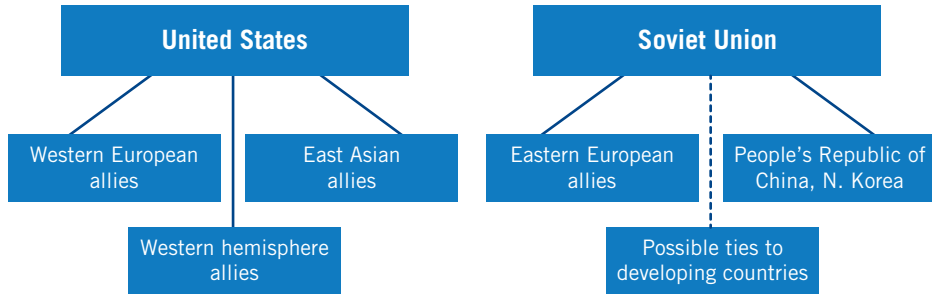 United States
Western European
allies
East Asian
allies
Western hemisphere
allies
Soviet Union
Eastern European
allies
People's Republic of
China, N. Korea
Possible ties to
developing countries